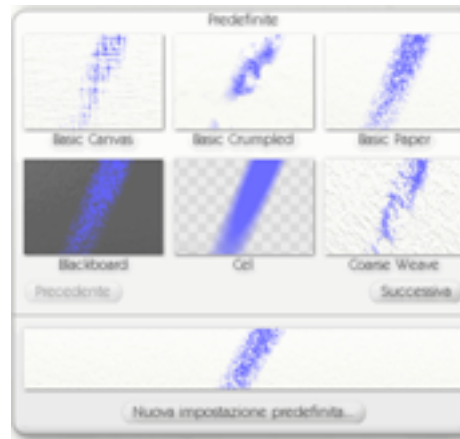 Predefinite
Basic Canvas Basic Crumpled Basic Paper
Blackboard Cel Coarse Weave
Precedente Successiva
Nuova impostazione predefinita...